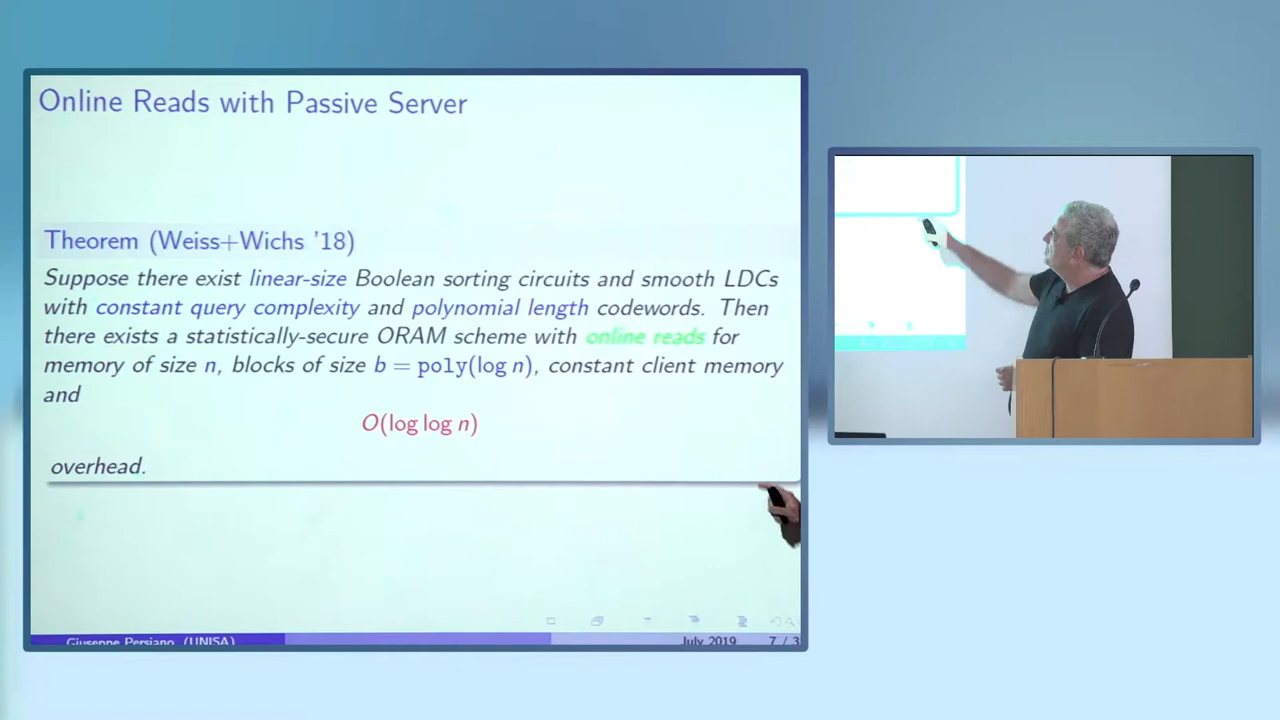 Online Reads with Passive Server
Theorem (Weiss+Wichs '18)
Suppose there exist linear-size Boolean sorting circuits and smooth LDCs
with constant query complexity and polynomial length codewords. Then
there exists a statistically-secure ORAM scheme with online reads for
memory of size n, blocks of size b = poly(log n), constant client memory
and
O(log log n)
overhead.
Giuseppe Persiano (UNISA)
July 2019
7 / 3